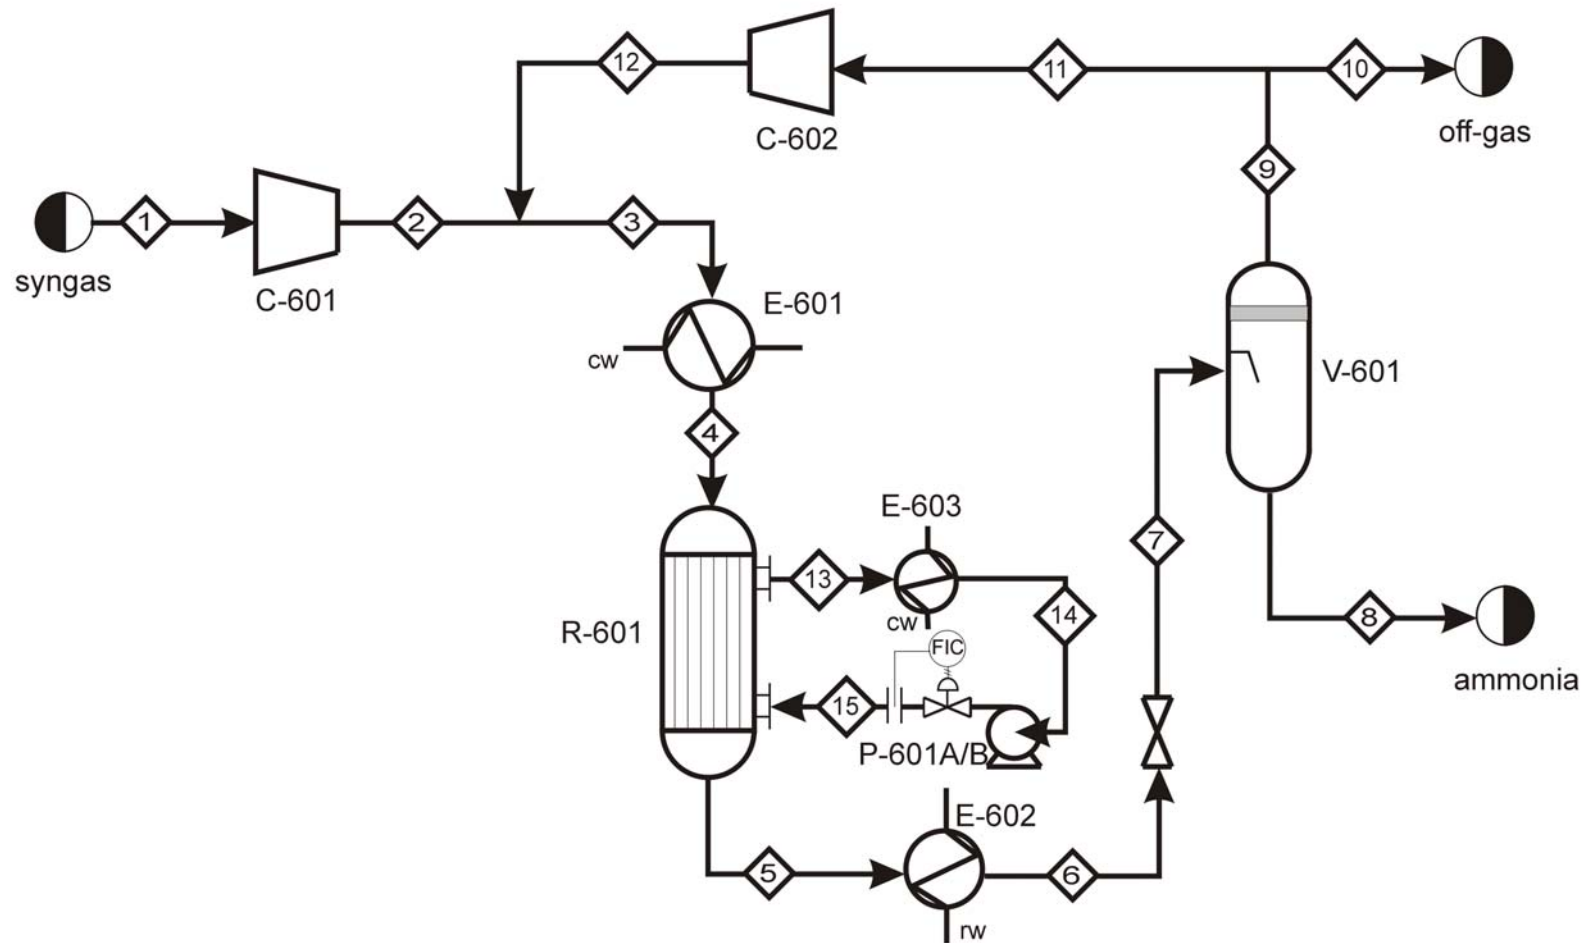 12
11
10
C-602
off-gas
9
1
2
3
syngas
C-601
E-601
cw
V-601
4
E-603
7
13
cw
14
R-601
FIC
8
15
ammonia
P-601A/B
E-602
5
6
rw